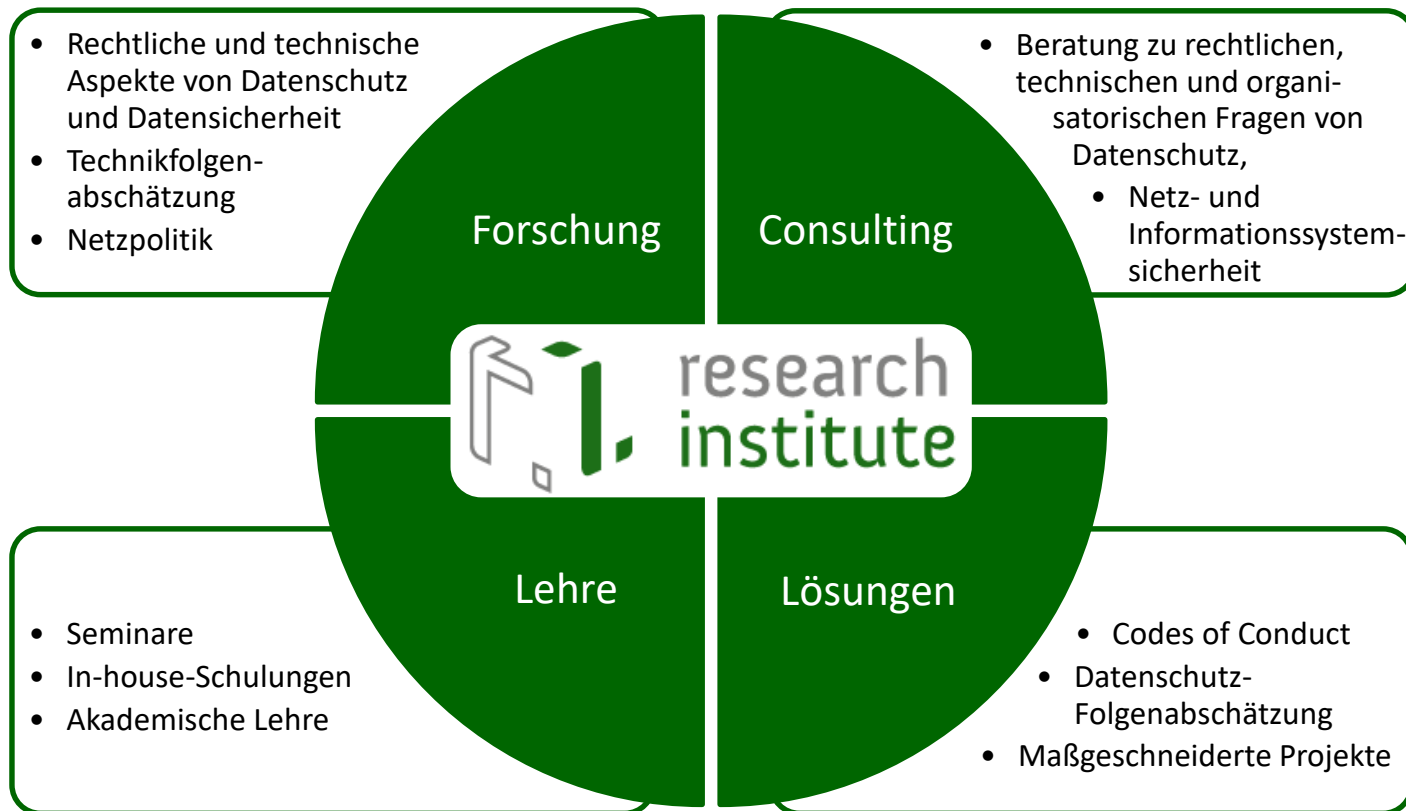 • Rechtliche und technische
Aspekte von Datenschutz
und Datensicherheit
• Technikfolgen-
abschätzung
• Netzpolitik
Forschung
Consulting
• Beratung zu rechtlichen,
technischen und organi-
satorischen Fragen von
Datenschutz,
• Netz- und
Informationssystem-
sicherheit
research
institute
Lehre
• Seminare
• In-house-Schulungen
• Akademische Lehre
Lösungen
• Codes of Conduct
• Datenschutz-
Folgenabschätzung
• Maßgeschneiderte Projekte